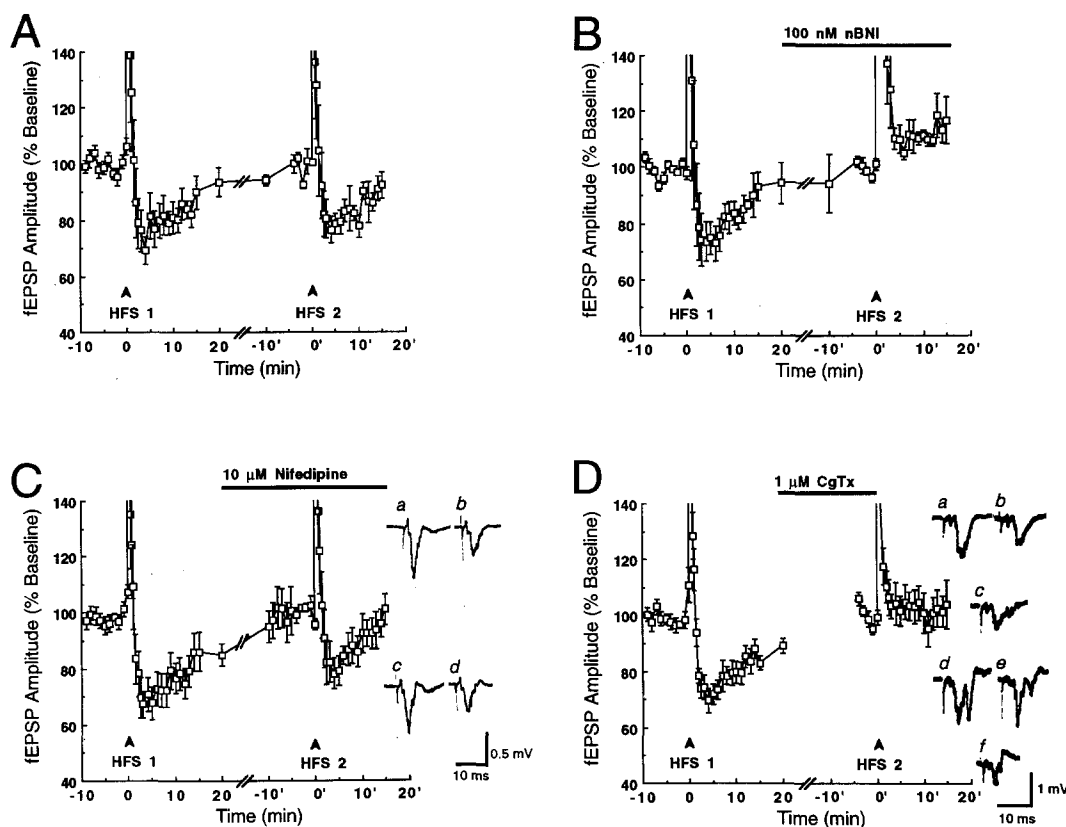 A
fEPSP Amplitude (% Baseline)
140
120
100
80
60
40
HFS 1
HFS 2
-10 0 10 20 -10' 0' 10' 20'
Time (min)
B
100 nM nBNI
fEPSP Amplitude (% Baseline)
140
120
100
80
60
40
HFS 1
HFS 2
-10 0 10 20 -10' 0' 10' 20'
Time (min)
C
10 µM Nifedipine
fEPSP Amplitude (% Baseline)
140
120
100
80
60
40
a b
c d
HFS 1
HFS 2
0.5 mV
10 ms
-10 0 10 20 -10' 0' 10' 20'
Time (min)
D
1 µM CgTx
fEPSP Amplitude (% Baseline)
140
120
100
80
60
40
a b
c
d e
f
HFS 1
HFS 2
1 mV
10 ms
-10 0 10 20 -10' 0' 10' 20'
Time (min)